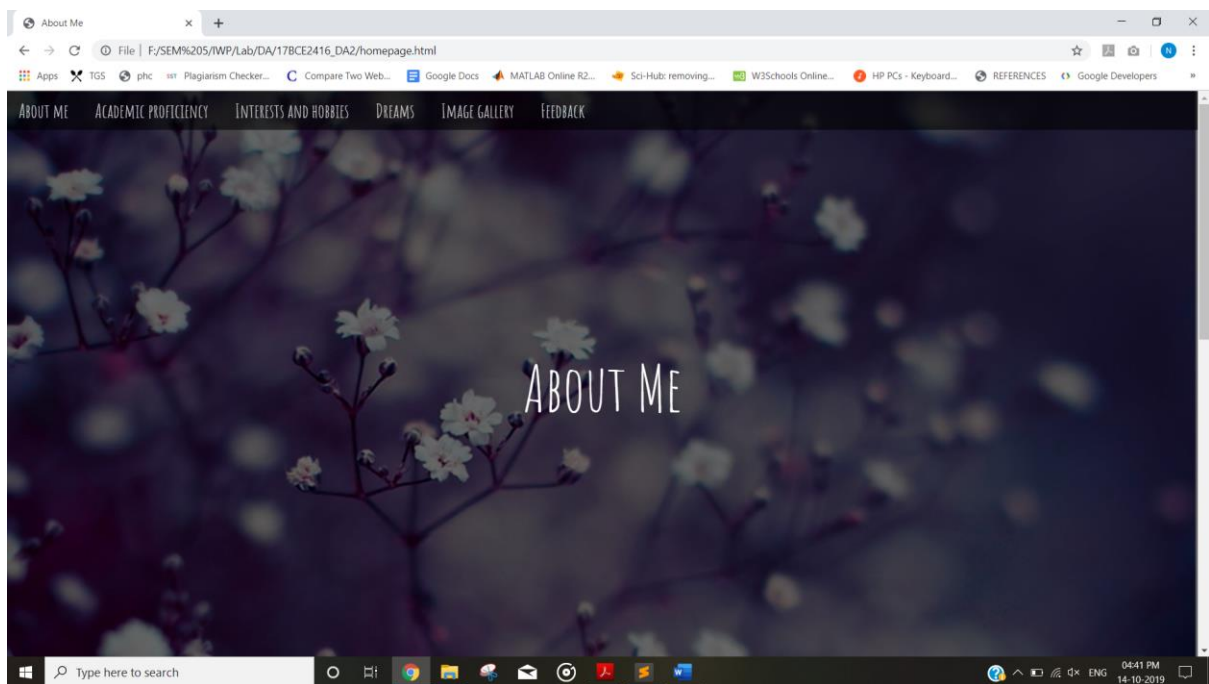 About Me
File | F:/SEM%205/IWP/Lab/DA/17BCE2416_DA2/homepage.html
Apps TGS phc Plagiarism Checker... Compare Two Web... Google Docs MATLAB Online R2... Sci-Hub: removing... W3Schools Online... HP PCs - Keyboard... REFERENCES Google Developers »
About me Academic proficiency Interests and hobbies Dreams Image gallery Feedback
About Me
Type here to search
ENG
04:41 PM
14-10-2019